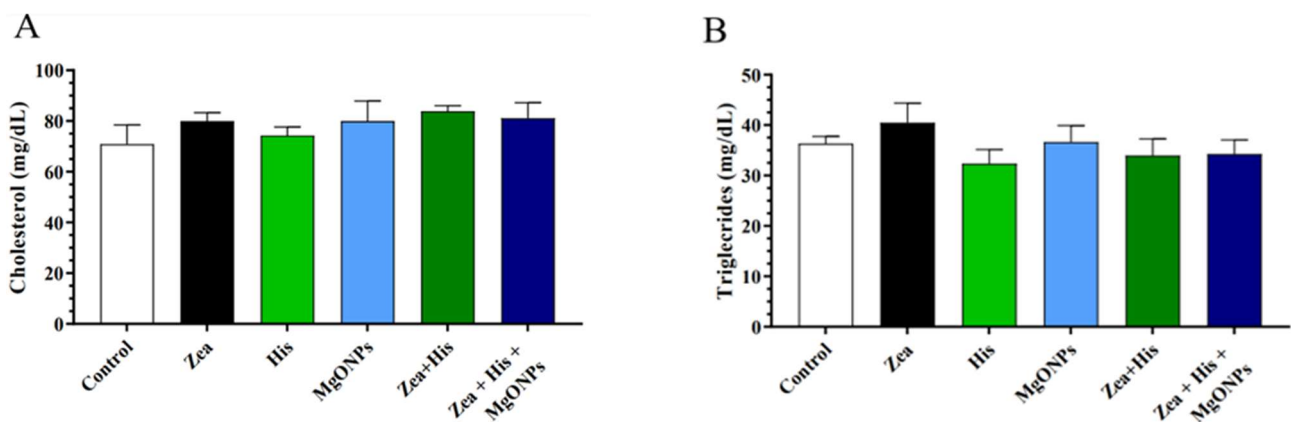 A
Cholesterol (mg/dL)
100
80
60
40
20
0
Control
Zea
His
MgONPs
Zea+His
Zea + His +
MgONPs
B
Triglecrides (mg/dL)
50
40
30
20
10
0
Control
Zea
His
MgONPs
Zea+His
Zea + His +
MgONPs